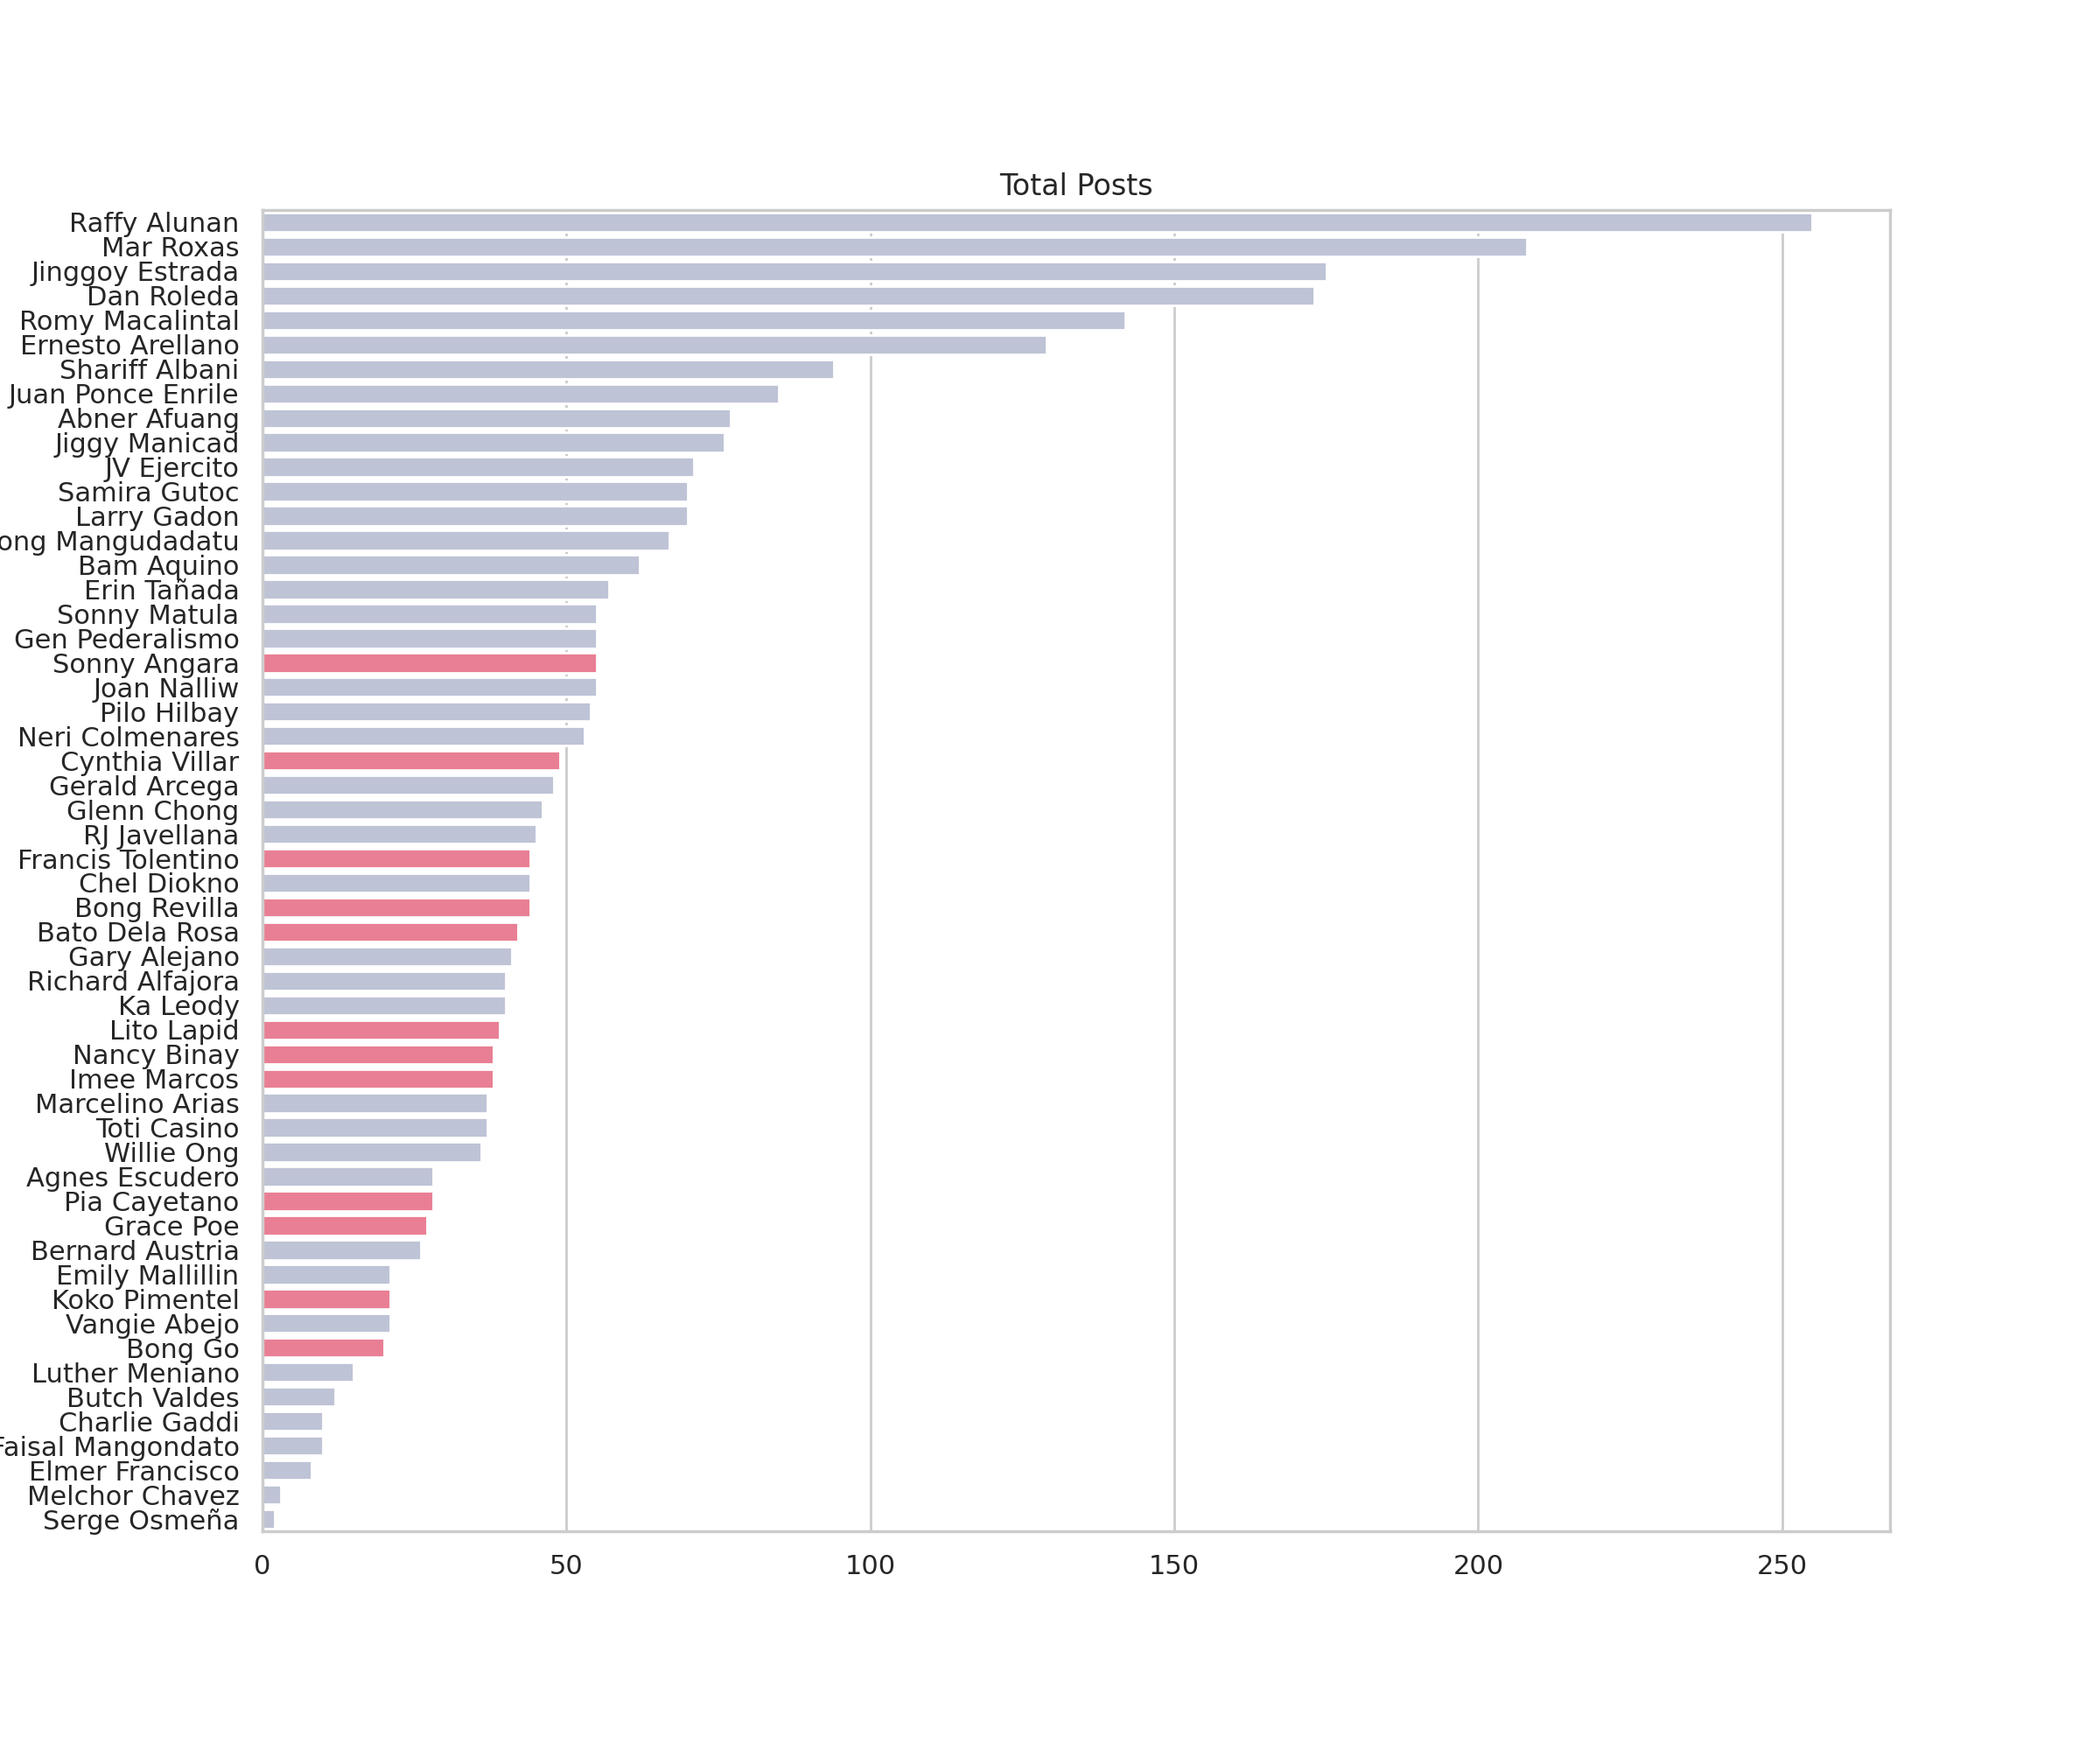 Total Posts
Raffy Alunan
Mar Roxas
Jinggoy Estrada
Dan Roleda
Romy Macalintal
Ernesto Arellano
Shariff Albani
Juan Ponce Enrile
Abner Afuang
Jiggy Manicad
JV Ejercito
Samira Gutoc
Larry Gadon
ong Mangudadatu
Bam Aquino
Erin Tañada
Sonny Matula
Gen Pederalismo
Sonny Angara
Joan Nalliw
Pilo Hilbay
Neri Colmenares
Cynthia Villar
Gerald Arcega
Glenn Chong
RJ Javellana
Francis Tolentino
Chel Diokno
Bong Revilla
Bato Dela Rosa
Gary Alejano
Richard Alfajora
Ka Leody
Lito Lapid
Nancy Binay
Imee Marcos
Marcelino Arias
Toti Casino
Willie Ong
Agnes Escudero
Pia Cayetano
Grace Poe
Bernard Austria
Emily Mallillin
Koko Pimentel
Vangie Abejo
Bong Go
Luther Meniano
Butch Valdes
Charlie Gaddi
Faisal Mangondato
Elmer Francisco
Melchor Chavez
Serge Osmeña
0 50 100 150 200 250